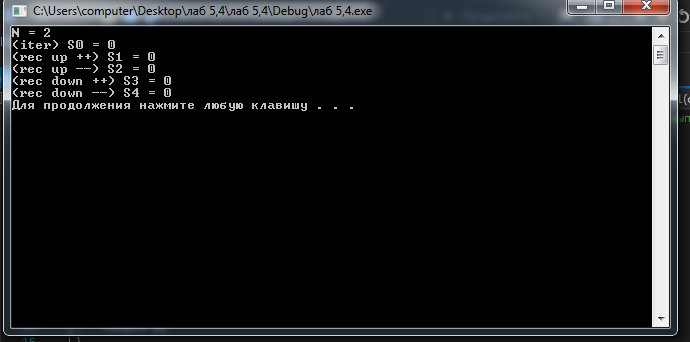 C:\Users\computer\Desktop\лаб 5,4\лаб 5,4\Debug\лаб 5,4.exe
N = 2
(iter) S0 = 0
(rec up ++) S1 = 0
(rec up --) S2 = 0
(rec down ++) S3 = 0
(rec down --) S4 = 0
Для продолжения нажмите любую клавишу . . .